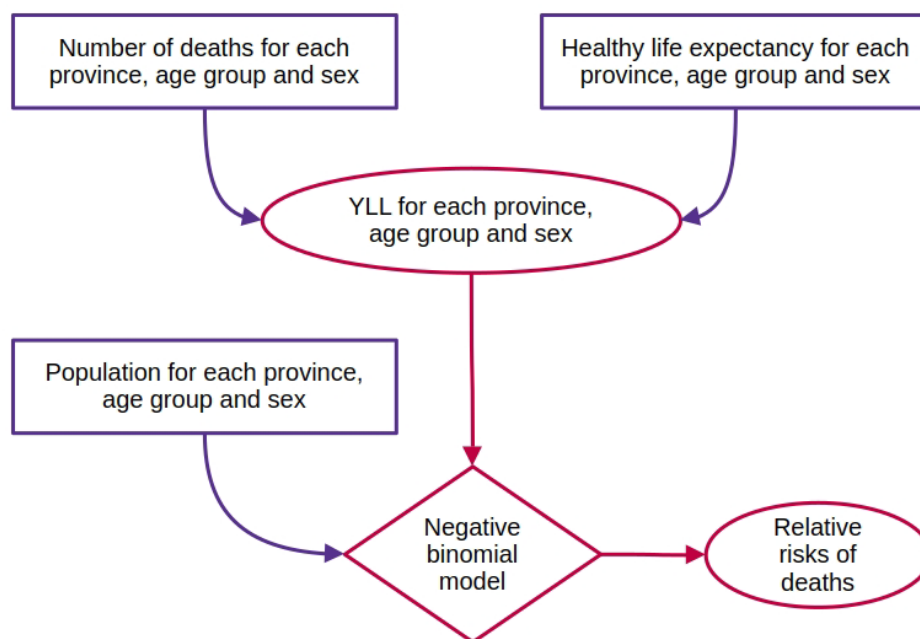 Number of deaths for each
province, age group and sex
Healthy life expectancy for each
province, age group and sex
YLL for each province,
age group and sex
Population for each province,
age group and sex
Negative
binomial
model
Relative
risks of
deaths